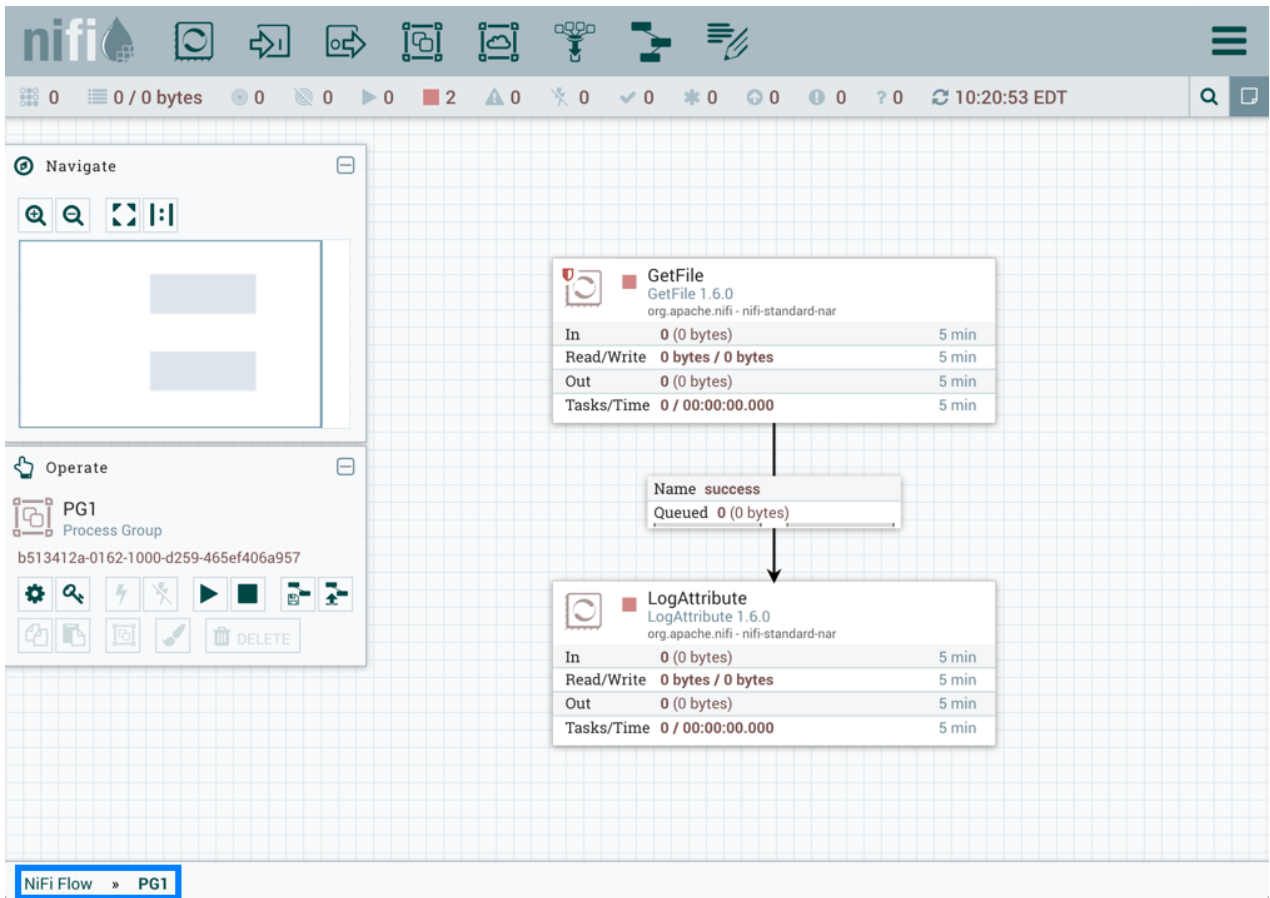 nifi
0 0 / 0 bytes 0 0 0 2 0 0 0 0 0 0 ? 0 10:20:53 EDT
Navigate
Operate
PG1
Process Group
b513412a-0162-1000-d259-465ef406a957
DELETE
GetFile
GetFile 1.6.0
org.apache.nifi - nifi-standard-nar
In 0 (0 bytes) 5 min
Read/Write 0 bytes / 0 bytes 5 min
Out 0 (0 bytes) 5 min
Tasks/Time 0 / 00:00:00.000 5 min
Name success
Queued 0 (0 bytes)
LogAttribute
LogAttribute 1.6.0
org.apache.nifi - nifi-standard-nar
In 0 (0 bytes) 5 min
Read/Write 0 bytes / 0 bytes 5 min
Out 0 (0 bytes) 5 min
Tasks/Time 0 / 00:00:00.000 5 min
NiFi Flow » PG1